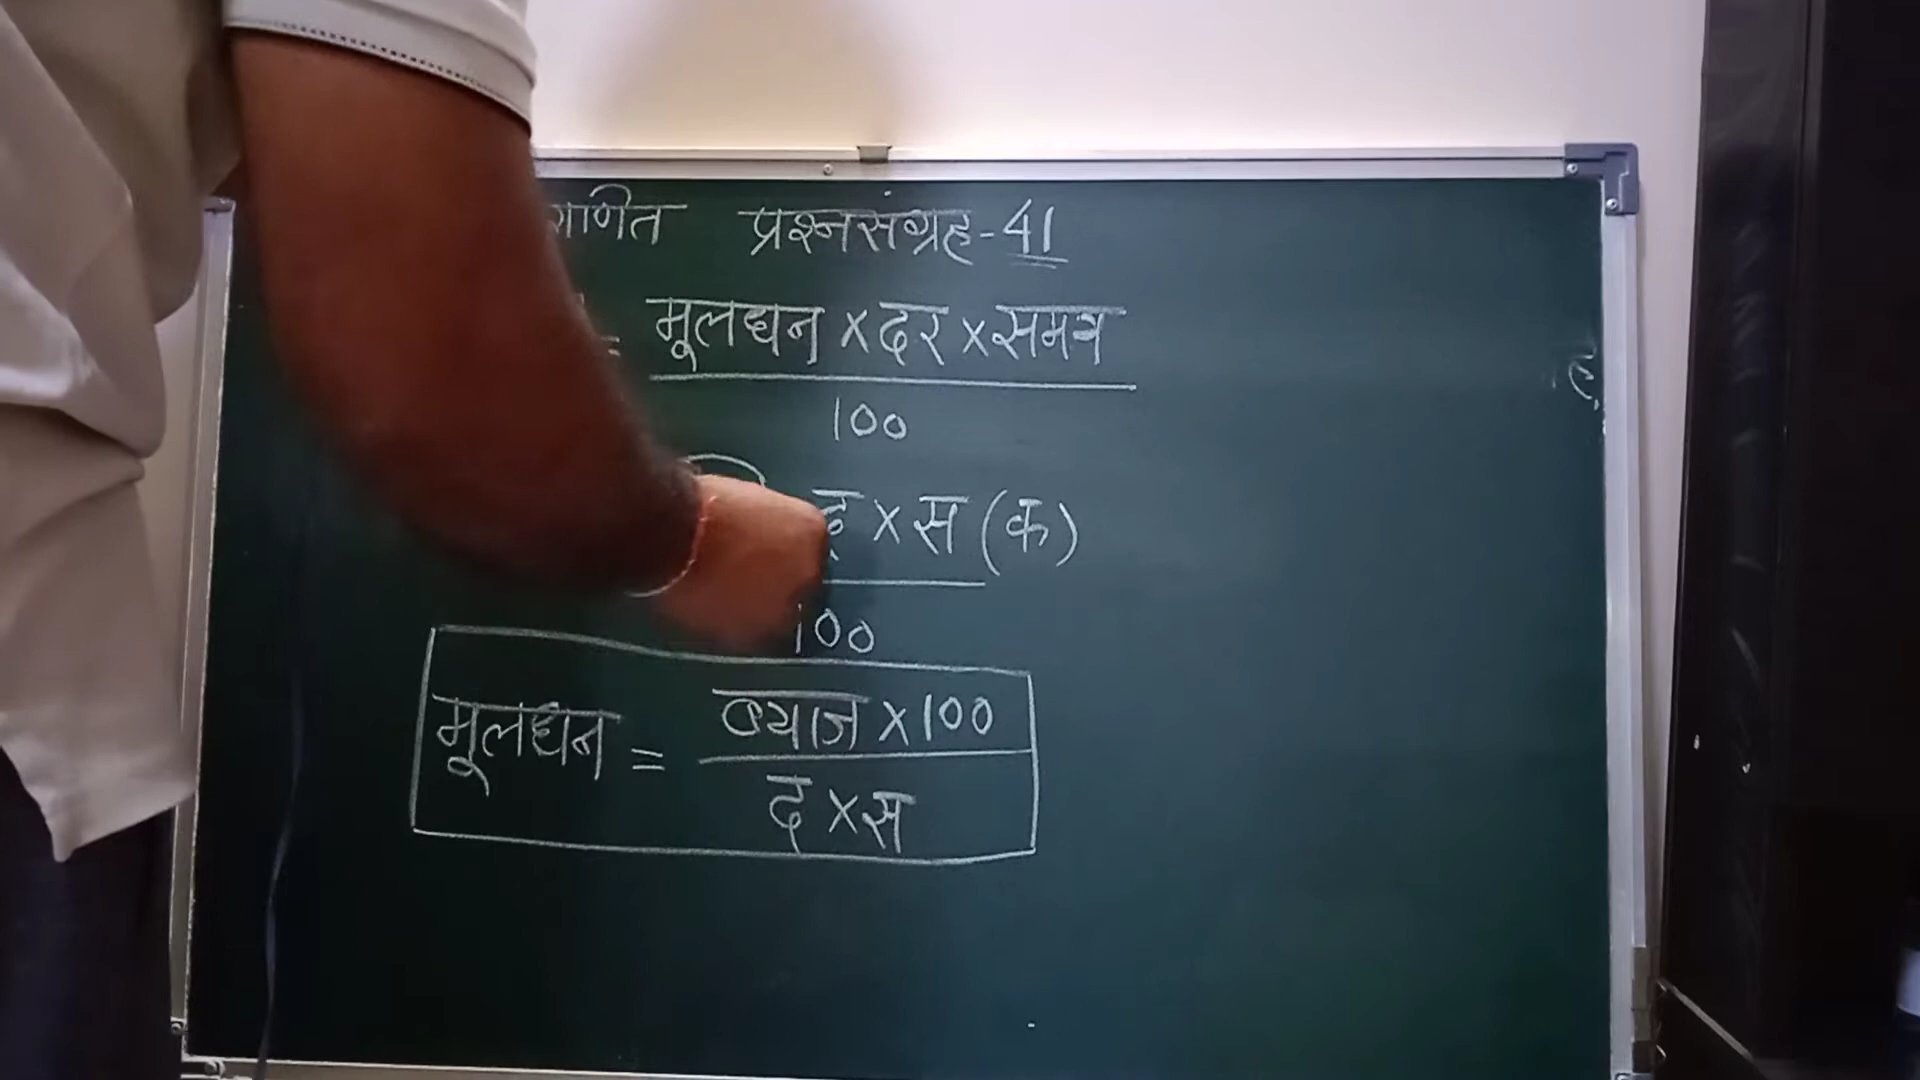 गणित प्रश्नसंग्रह-41
= मूलधन × दर × समय
100
द × स (क)
100
मूलधन = ब्याज × 100
द × स